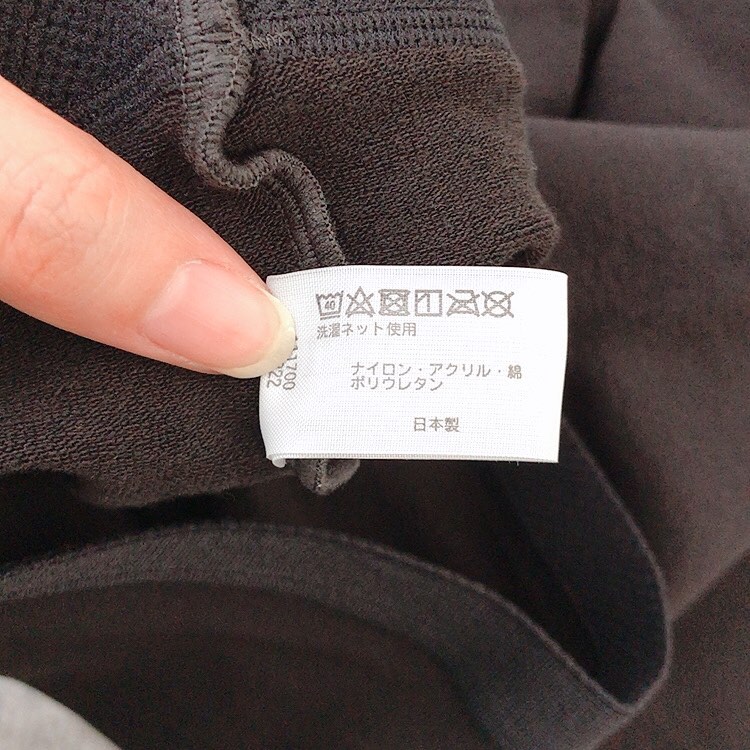 40
洗濯ネット使用
ナイロン・アクリル・綿
ポリウレタン
日本製